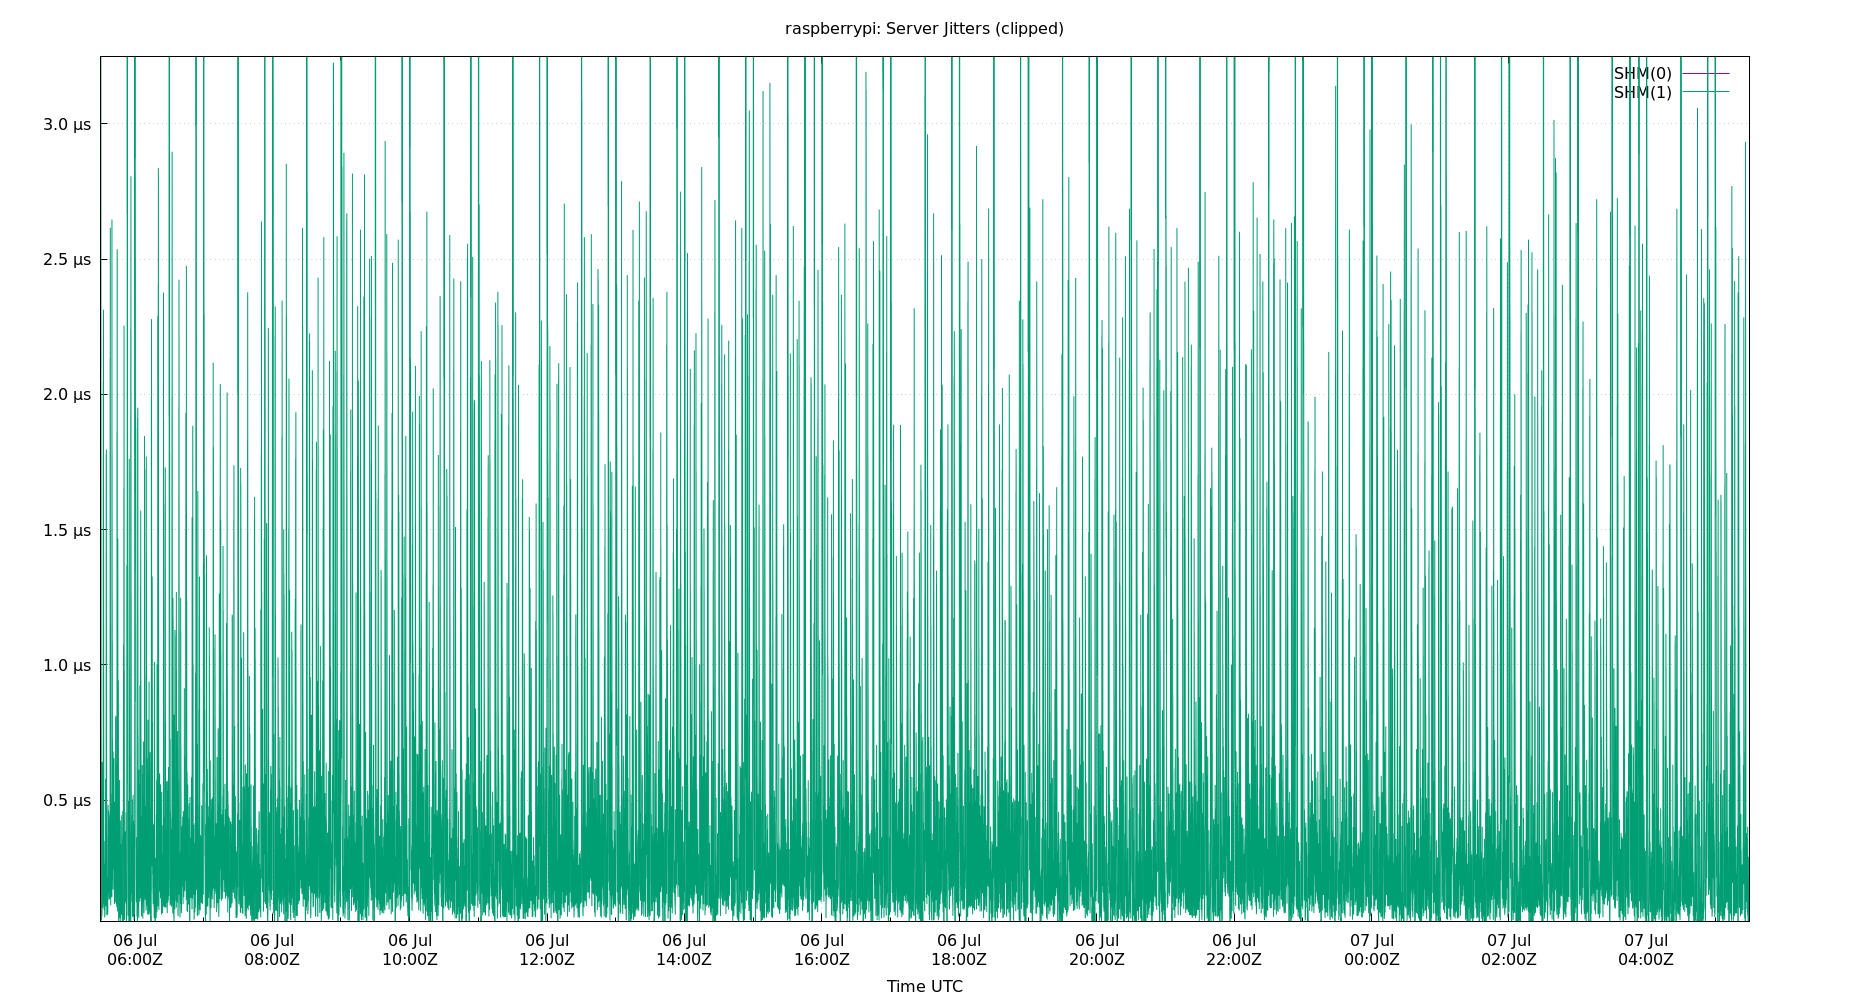 raspberrypi: Server Jitters (clipped)
SHM(0)
SHM(1)
3.0 µs
2.5 µs
2.0 µs
1.5 µs
1.0 µs
0.5 µs
06 Jul 06 Jul 06 Jul 06 Jul 06 Jul 06 Jul 06 Jul 06 Jul 06 Jul 07 Jul 07 Jul 07 Jul
06:00Z 08:00Z 10:00Z 12:00Z 14:00Z 16:00Z 18:00Z 20:00Z 22:00Z 00:00Z 02:00Z 04:00Z
Time UTC